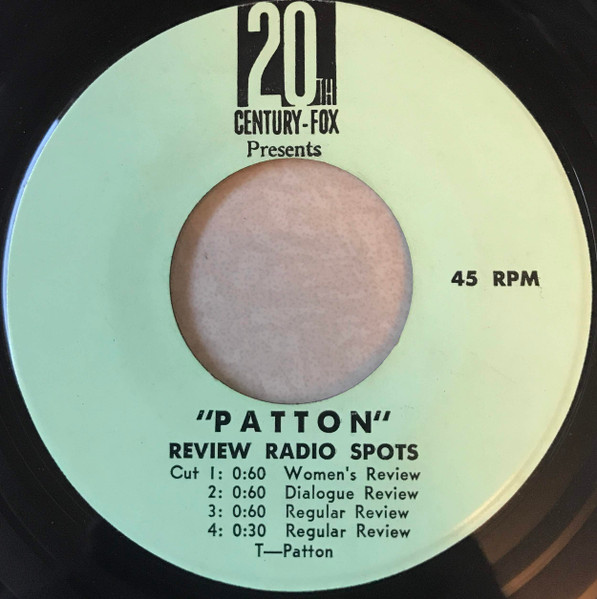 20TH
CENTURY-FOX
Presents
45 RPM
"PATTON"
REVIEW RADIO SPOTS
Cut 1: 0:60 Women's Review
2: 0:60 Dialogue Review
3: 0:60 Regular Review
4: 0:30 Regular Review
T—Patton